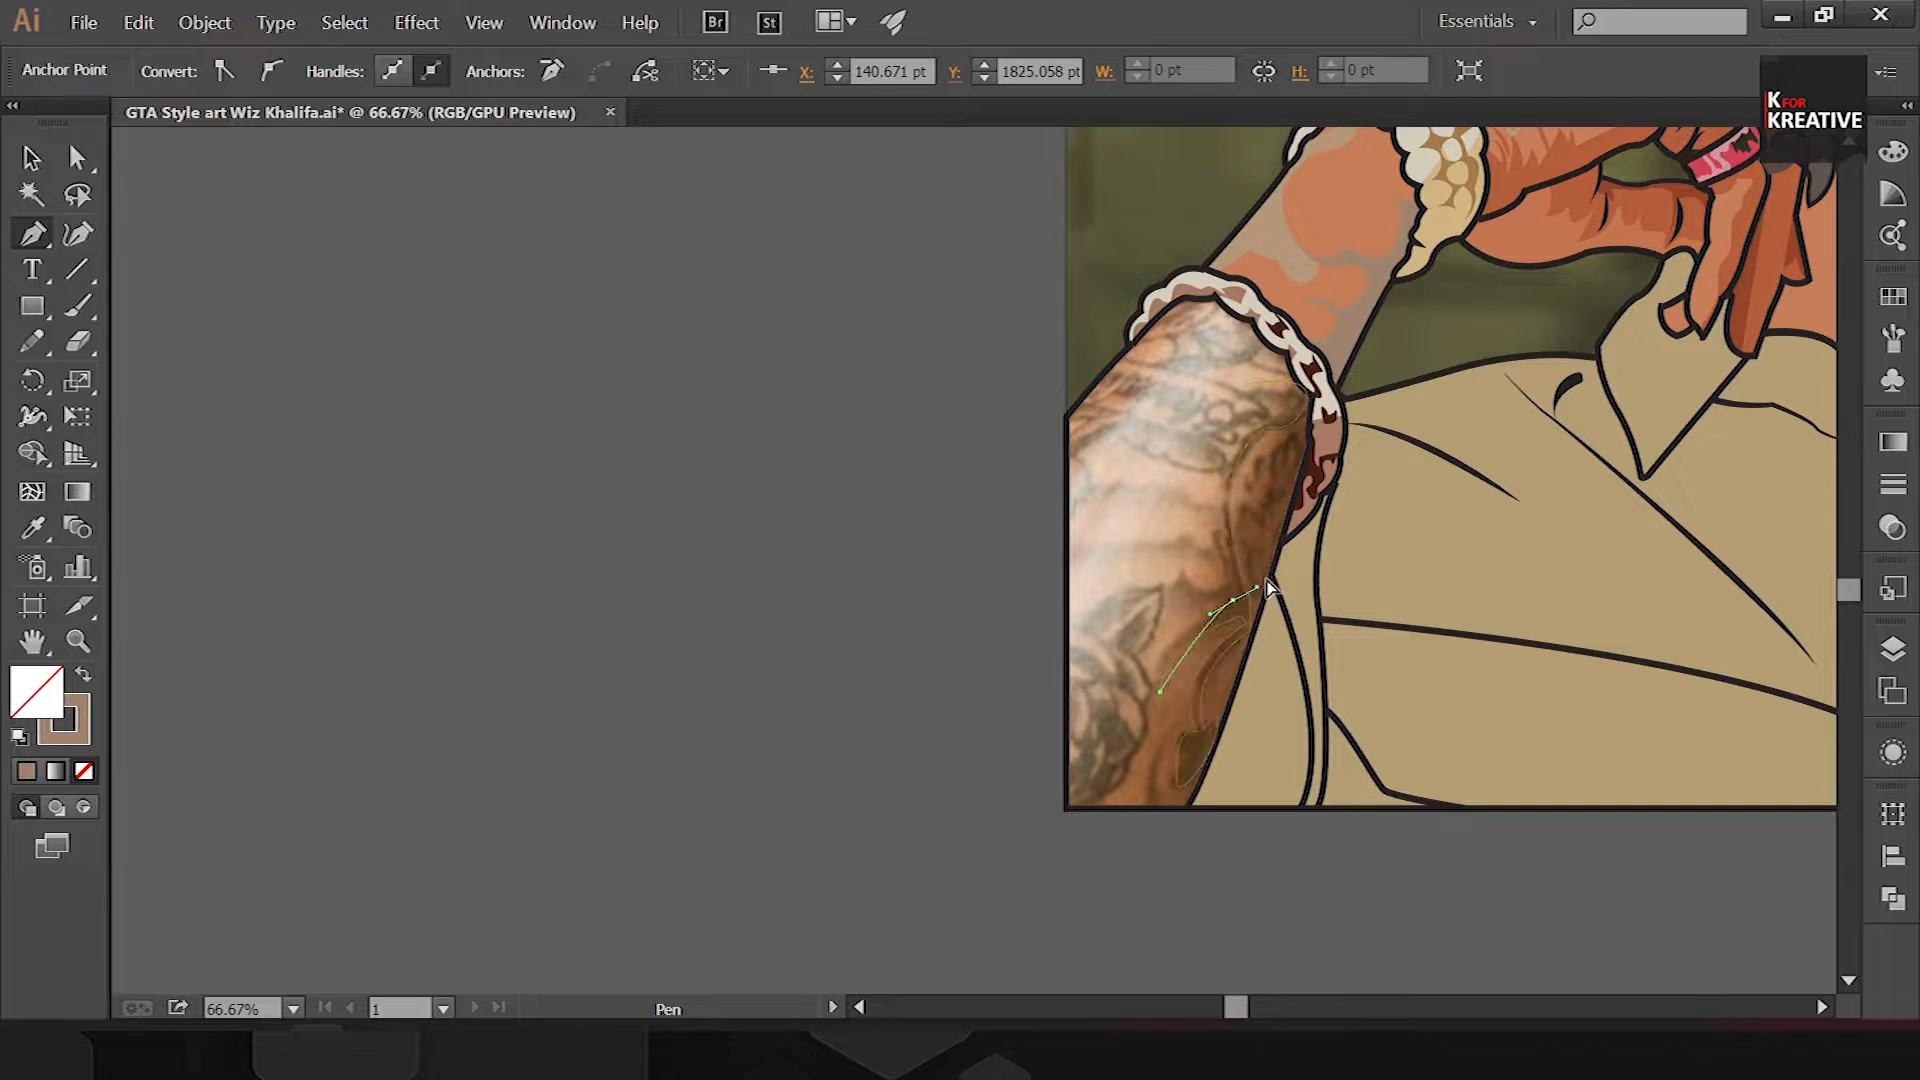 Ai File Edit Object Type Select Effect View Window Help Br St Essentials
Anchor Point Convert: Handles: Anchors: X: 140.671 pt Y: 1825.058 pt W: 0 pt H: 0 pt
K FOR
KREATIVE
GTA Style art Wiz Khalifa.ai* @ 66.67% (RGB/GPU Preview)
66.67% 1 Pen